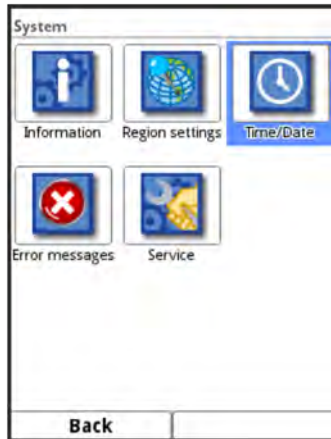 System
Information Region settings Time/Date
Error messages Service
Back